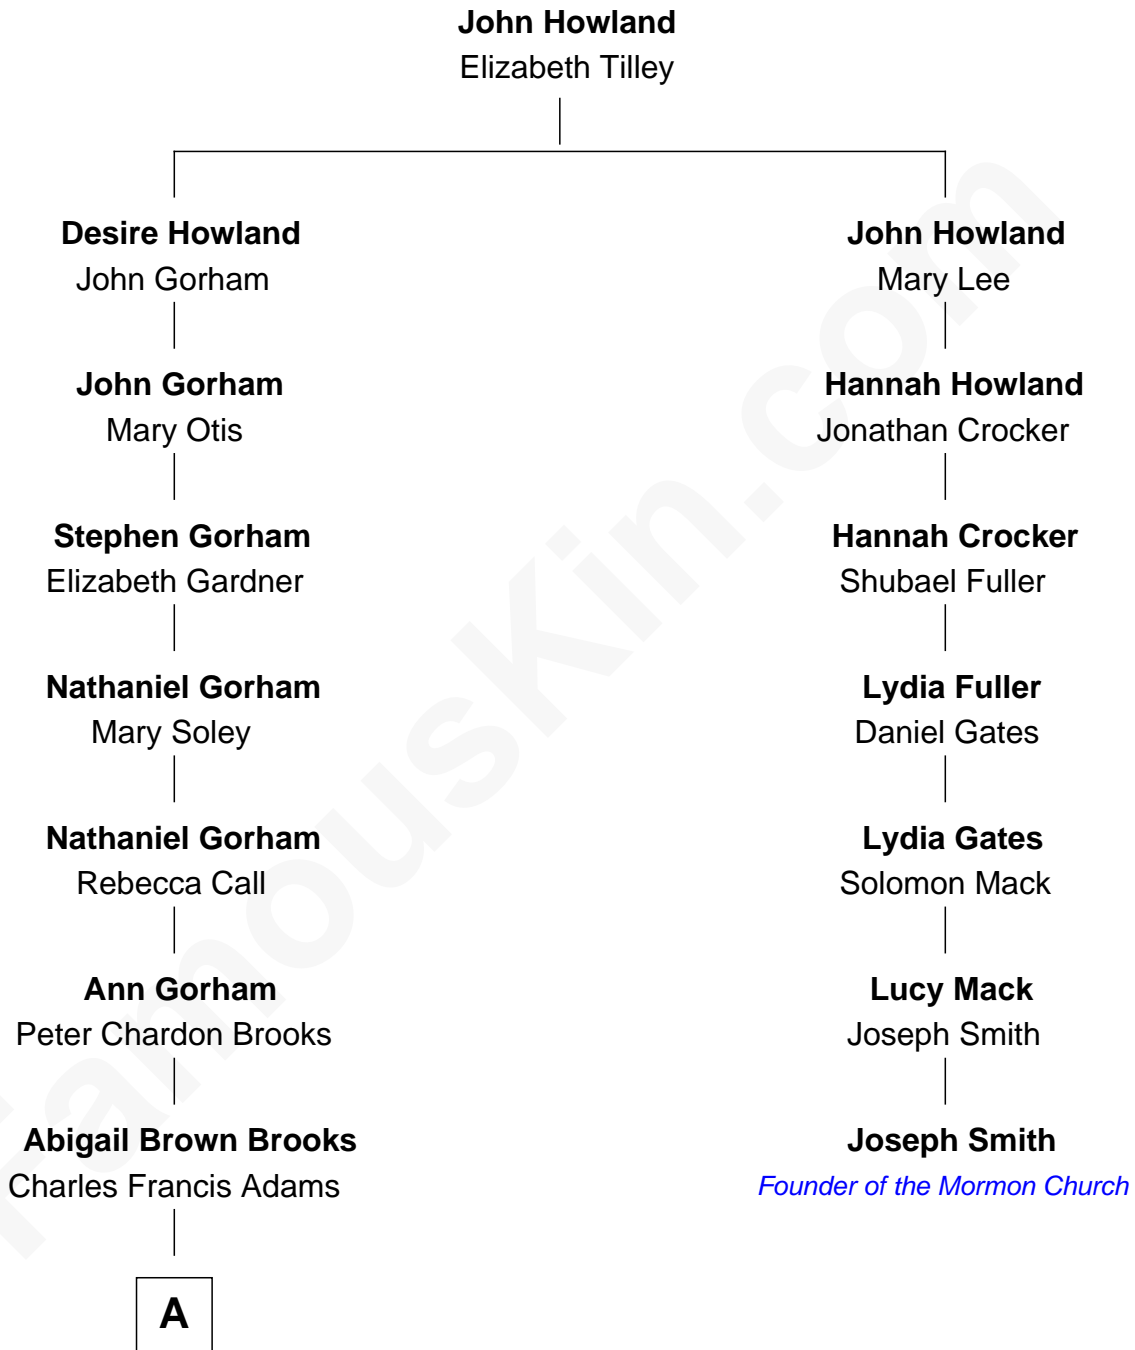 John Howland
Elizabeth Tilley
Desire Howland
John Gorham
John Howland
Mary Lee
John Gorham
Mary Otis
Hannah Howland
Jonathan Crocker
Stephen Gorham
Elizabeth Gardner
Hannah Crocker
Shubael Fuller
Nathaniel Gorham
Mary Soley
Lydia Fuller
Daniel Gates
Nathaniel Gorham
Rebecca Call
Lydia Gates
Solomon Mack
Ann Gorham
Peter Chardon Brooks
Lucy Mack
Joseph Smith
Abigail Brown Brooks
Charles Francis Adams
Joseph Smith
Founder of the Mormon Church
A
FamousKin.com